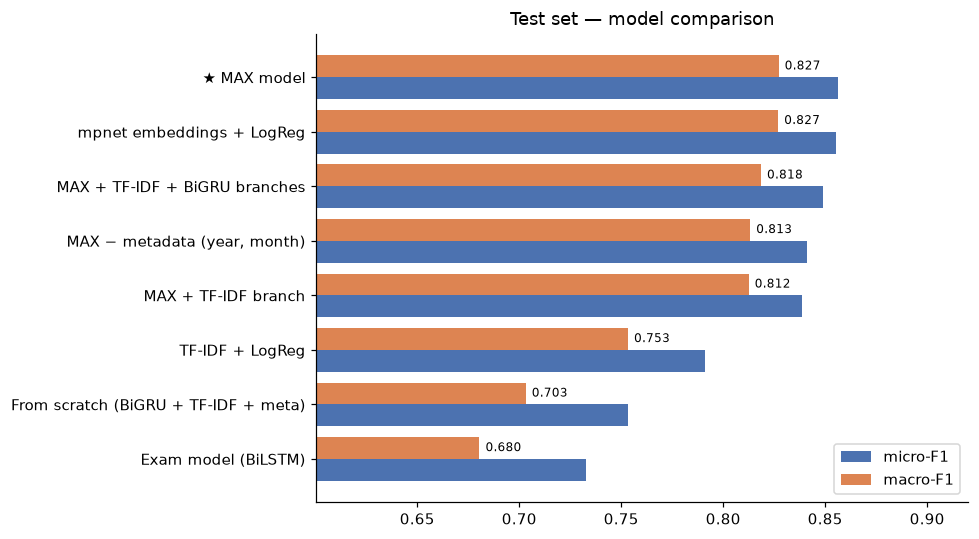 Test set — model comparison
★ MAX model
0.827
mpnet embeddings + LogReg
0.827
MAX + TF-IDF + BiGRU branches
0.818
MAX − metadata (year, month)
0.813
MAX + TF-IDF branch
0.812
TF-IDF + LogReg
0.753
From scratch (BiGRU + TF-IDF + meta)
0.703
Exam model (BiLSTM)
0.680
micro-F1
macro-F1
0.65 0.70 0.75 0.80 0.85 0.90